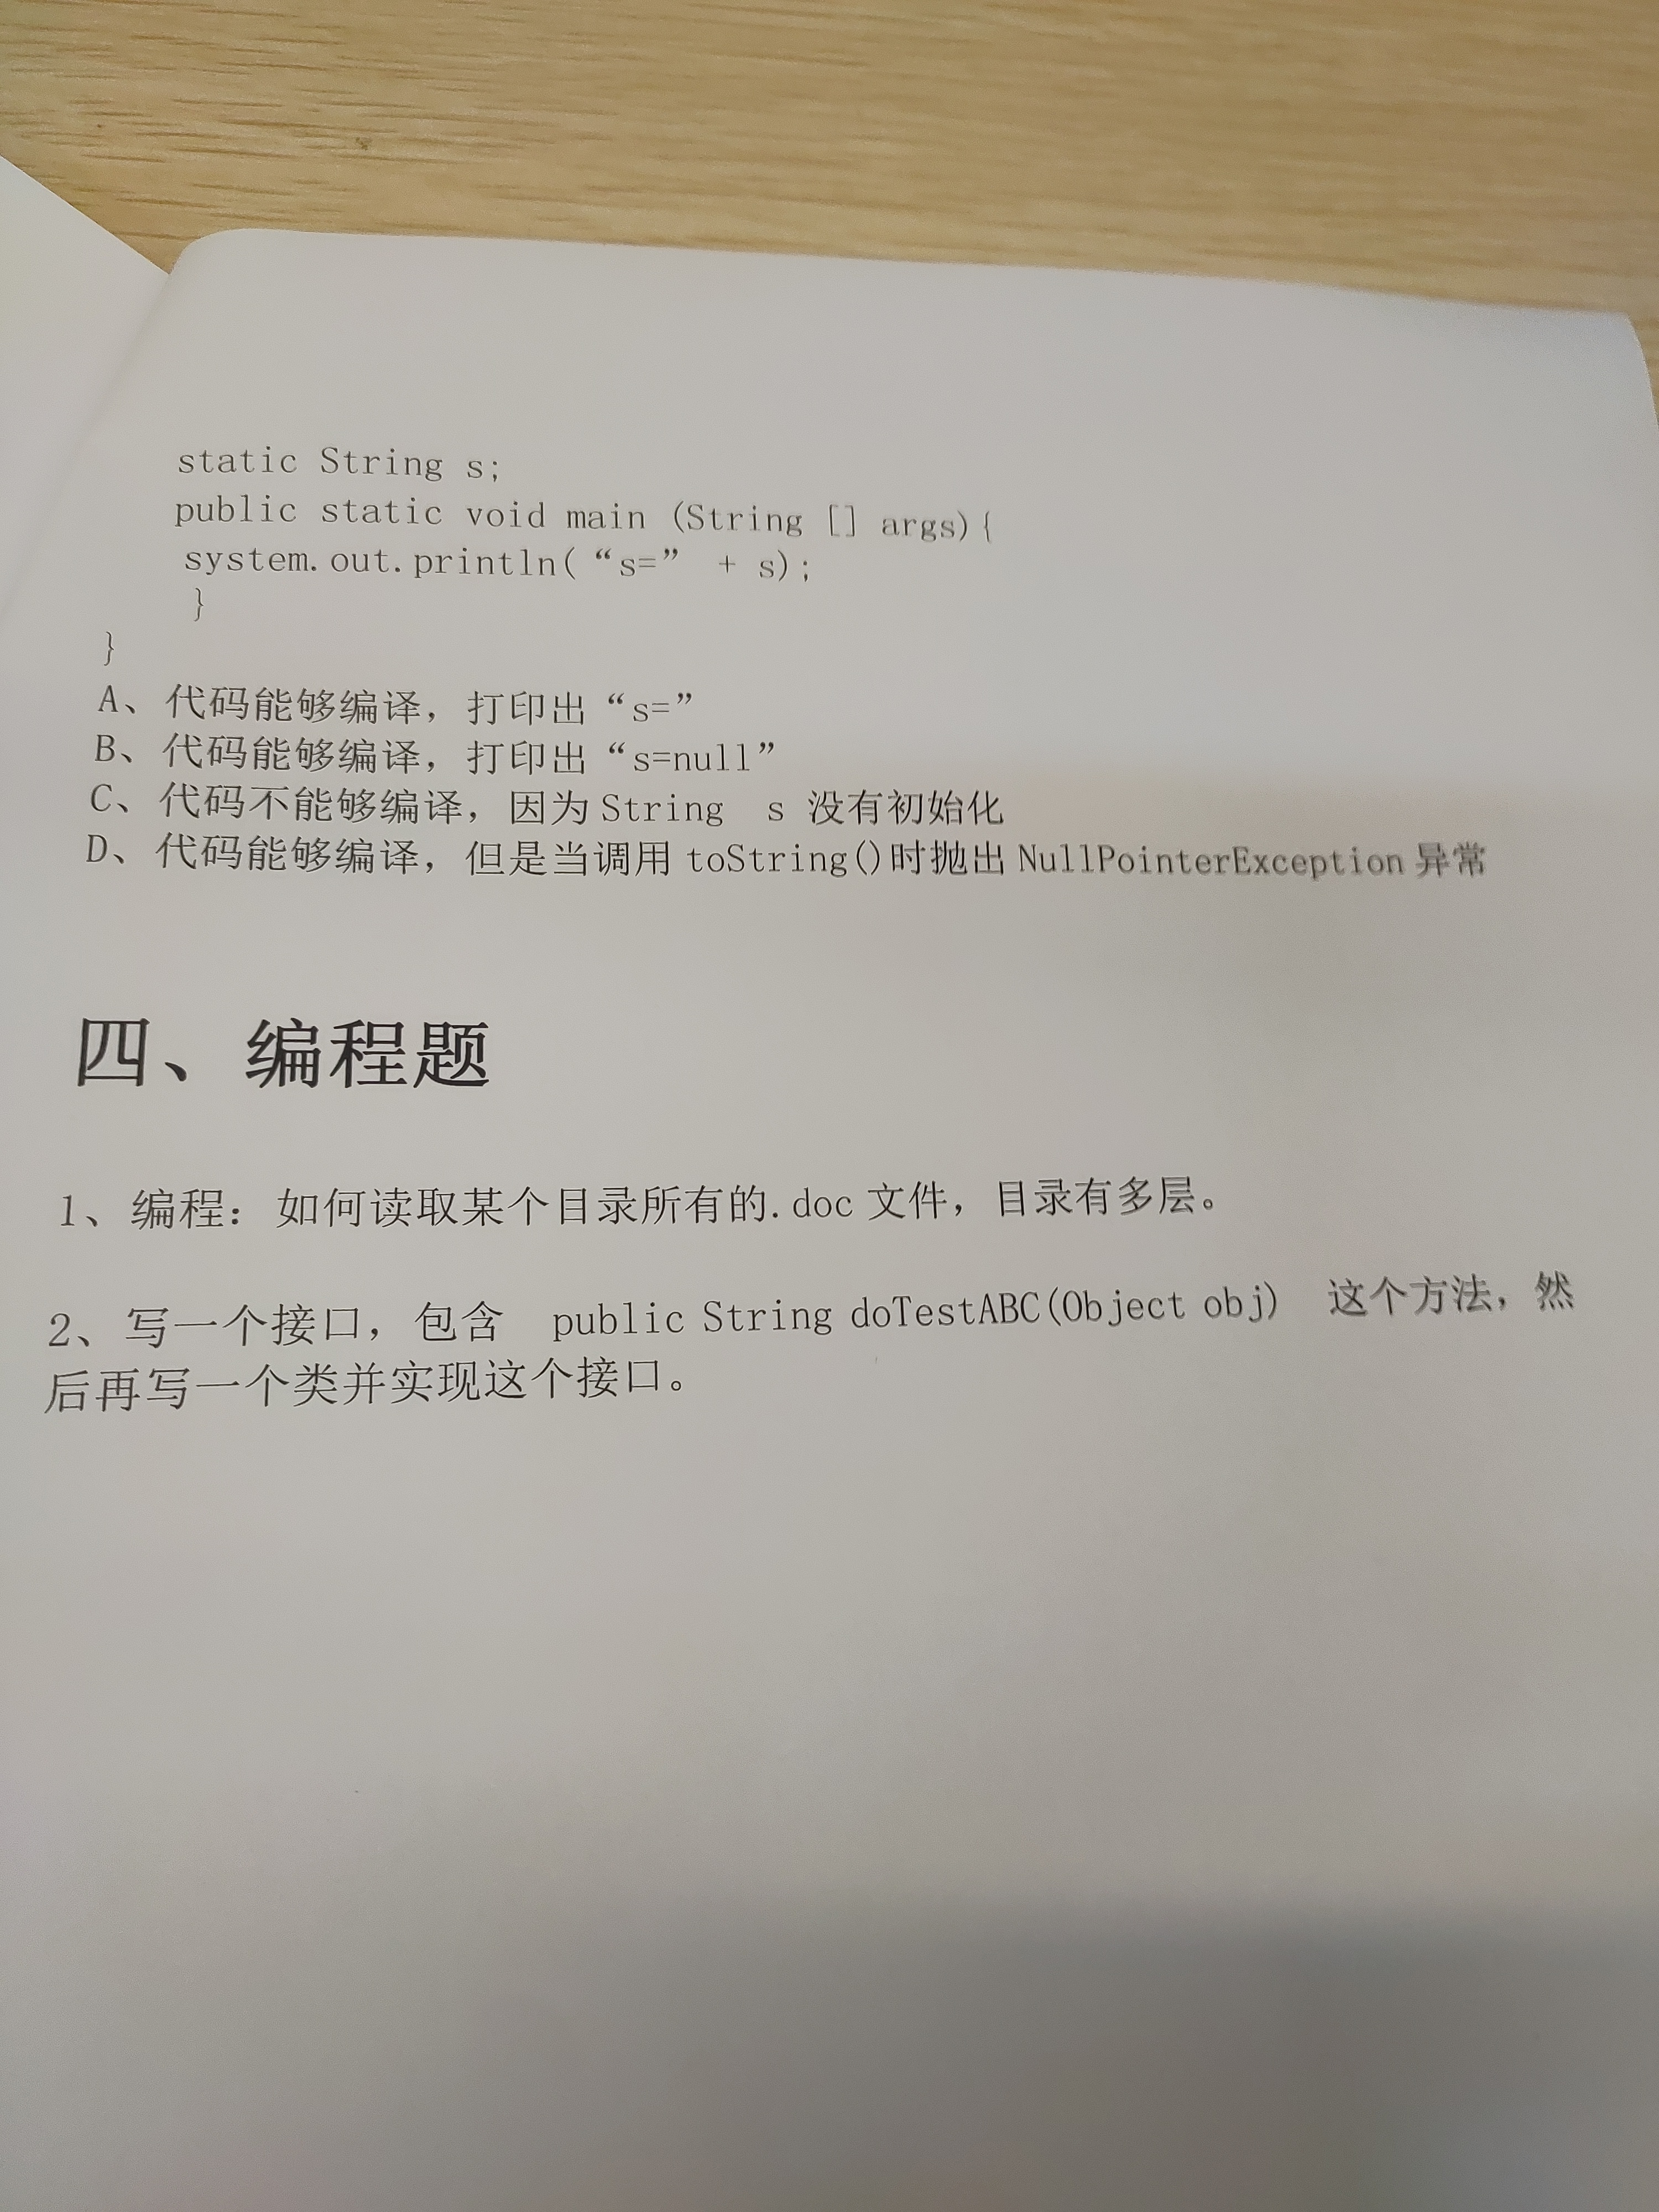 static String s;
public static void main (String [] args){
system.out.println(“s=” + s);
}
}
A、代码能够编译，打印出“s=”
B、代码能够编译，打印出“s=null”
C、代码不能够编译，因为 String s 没有初始化
D、代码能够编译，但是当调用 toString()时抛出 NullPointerException 异常
四、编程题
1、编程：如何读取某个目录所有的.doc 文件，目录有多层。
2、写一个接口，包含 public String doTestABC(Object obj) 这个方法，然
后再写一个类并实现这个接口。